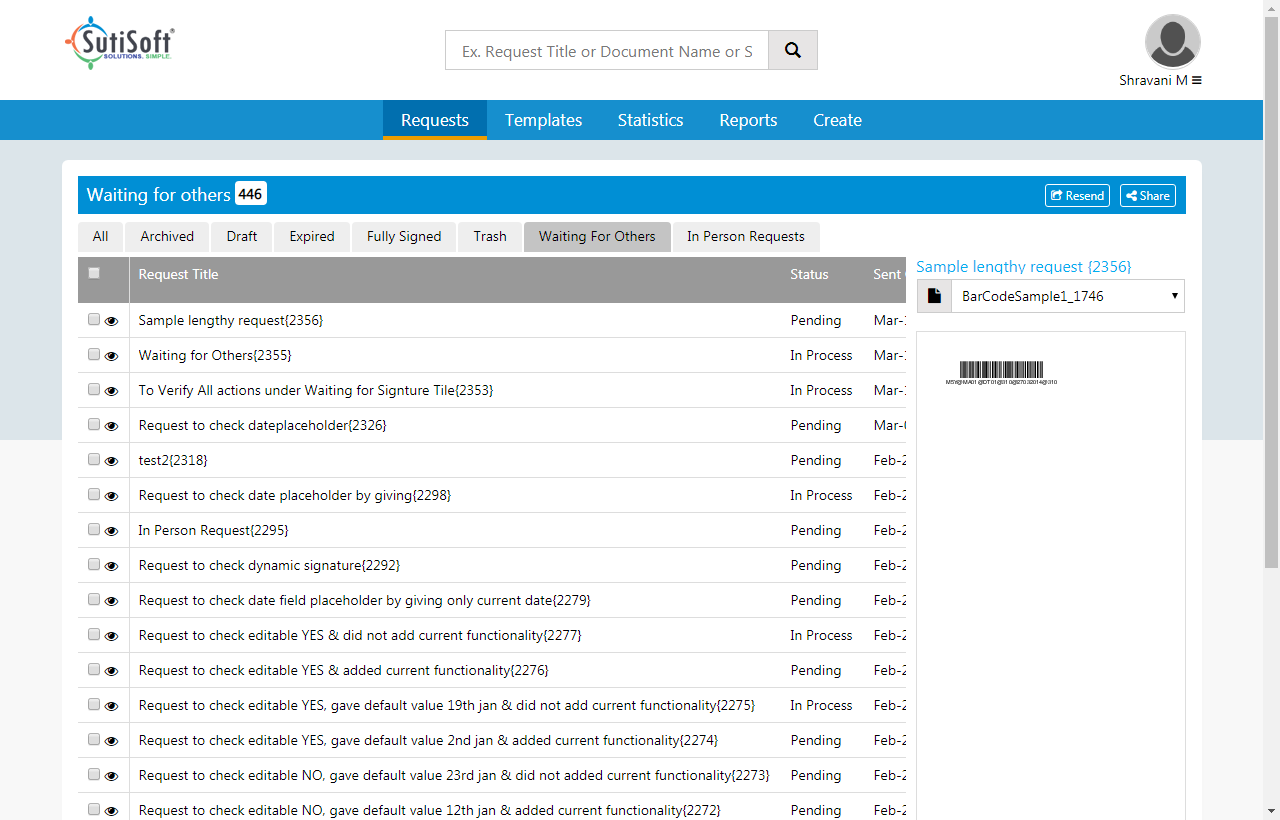 SutiSoft®
SOLUTIONS. SIMPLE.
Ex. Request Title or Document Name or S
Shravani M
Requests Templates Statistics Reports Create
Waiting for others 446 Resend Share
All Archived Draft Expired Fully Signed Trash Waiting For Others In Person Requests
Request Title Status Sent
Sample lengthy request {2356}
BarCodeSample1_1746
Sample lengthy request{2356} Pending Mar-
Waiting for Others{2355} In Process Mar-
To Verify All actions under Waiting for Signture Tile{2353} In Process Mar-
Request to check dateplaceholder{2326} Pending Mar-
test2{2318} Pending Feb-2
Request to check date placeholder by giving{2298} In Process Feb-2
In Person Request{2295} Pending Feb-2
Request to check dynamic signature{2292} Pending Feb-2
Request to check date field placeholder by giving only current date{2279} Pending Feb-2
Request to check editable YES & did not add current functionality{2277} In Process Feb-2
Request to check editable YES & added current functionality{2276} Pending Feb-2
Request to check editable YES, gave default value 19th jan & did not add current functionality{2275} In Process Feb-2
Request to check editable YES, gave default value 2nd jan & added current functionality{2274} Pending Feb-2
Request to check editable NO, gave default value 23rd jan & did not added current functionality{2273} Pending Feb-2
Request to check editable NO, gave default value 12th jan & added current functionality{2272} Pending Feb-2